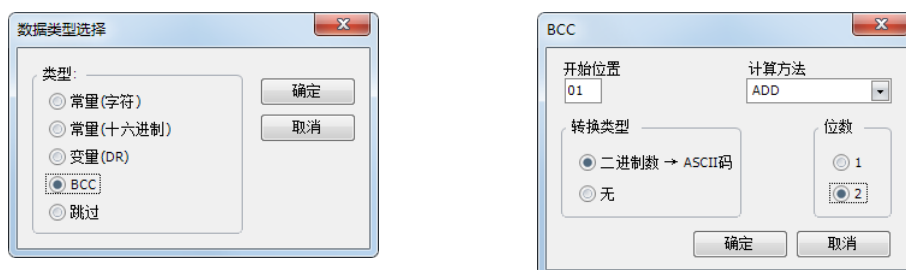 数据类型选择
类型:
常量(字符)
常量(十六进制)
变量(DR)
BCC
跳过
确定
取消
BCC
开始位置
01
计算方法
ADD
转换类型
二进制数 → ASCII码
无
位数
1
2
确定
取消